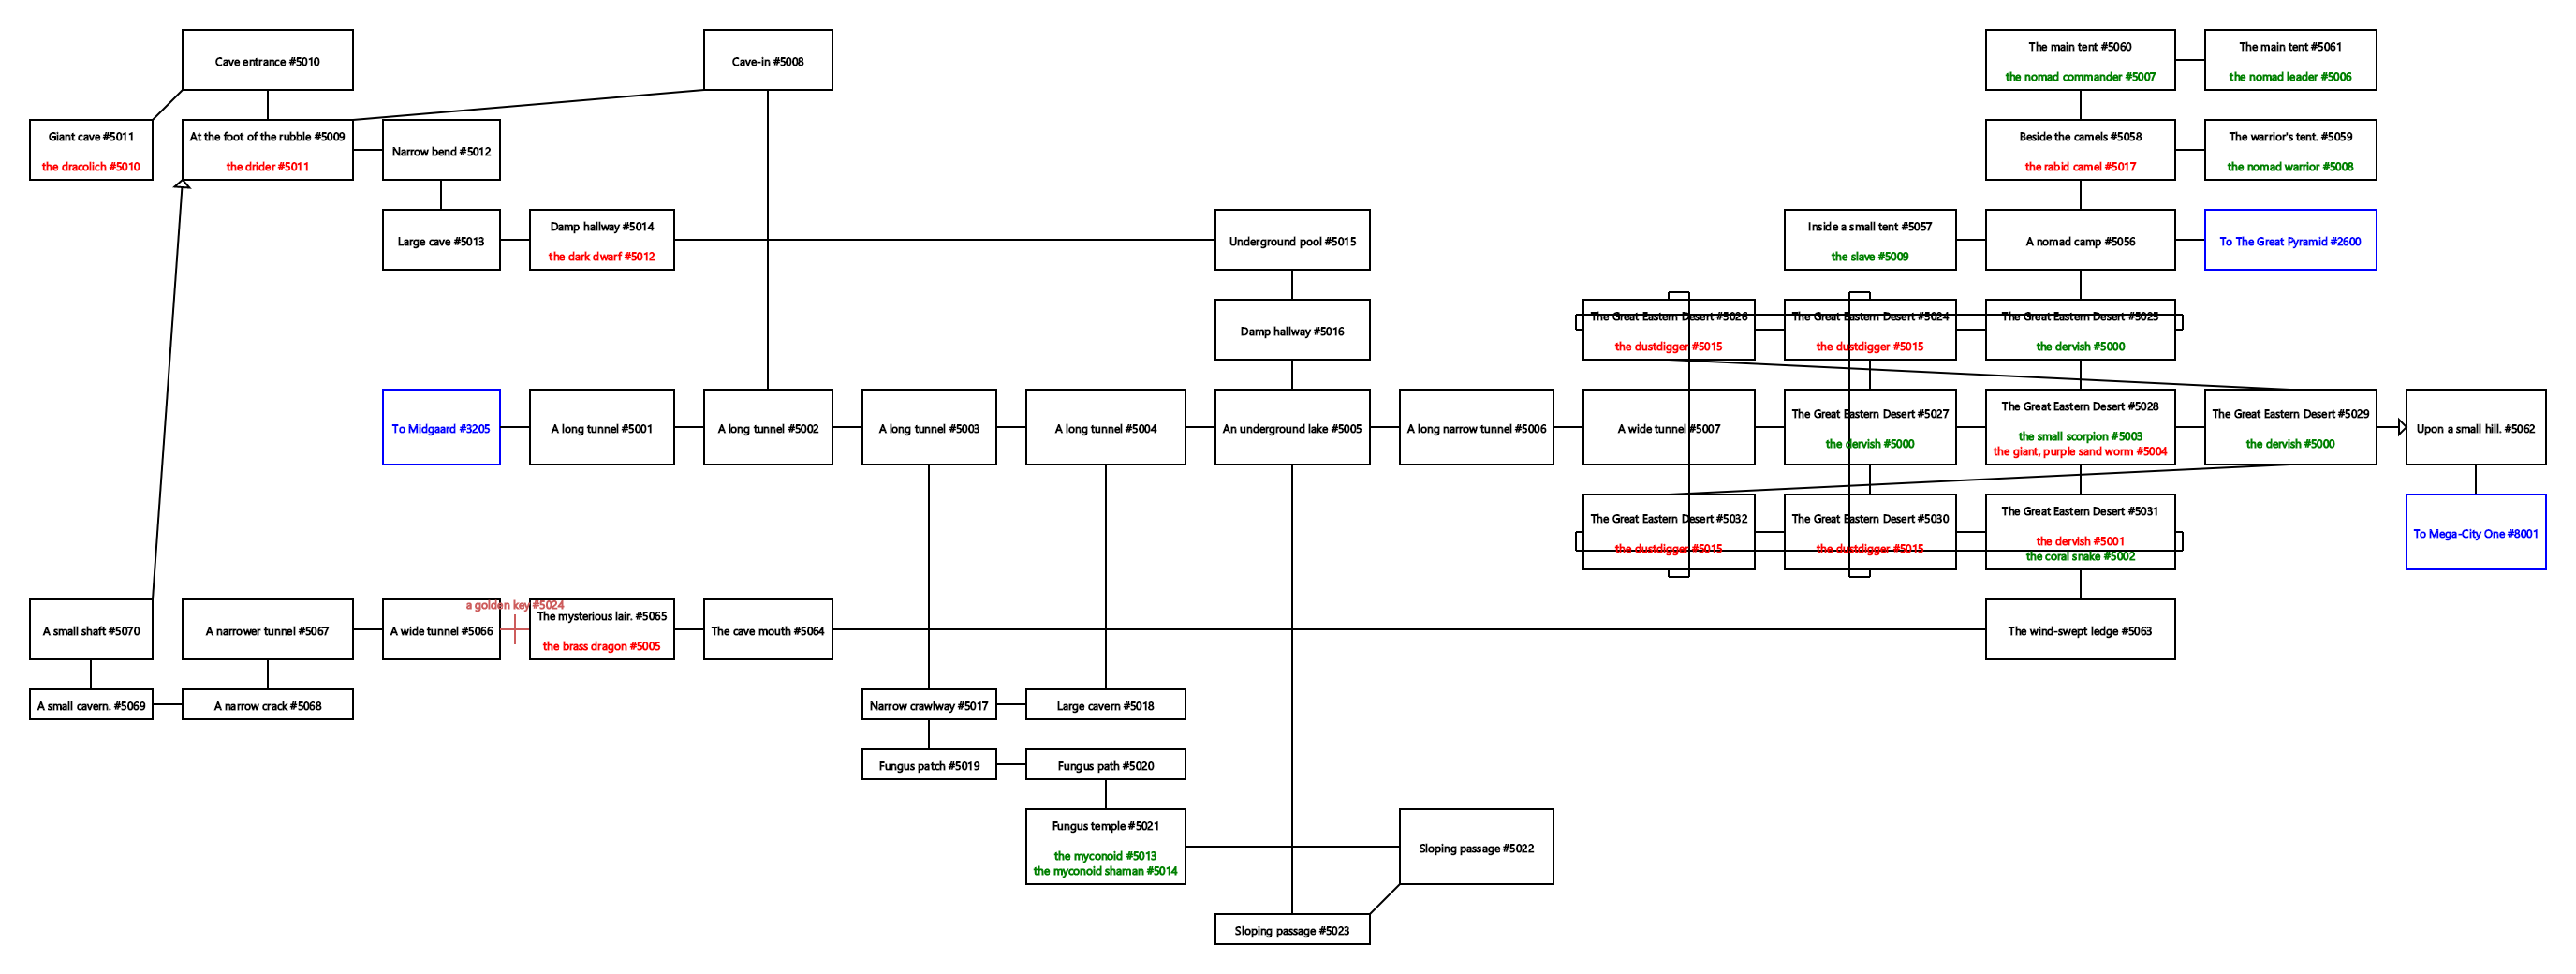 Cave entrance #5010
Cave-in #5008
The main tent #5060
the nomad commander #5007
The main tent #5061
the nomad leader #5006
Giant cave #5011
the dracolich #5010
At the foot of the rubble #5009
the drider #5011
Narrow bend #5012
Beside the camels #5058
the rabid camel #5017
The warrior's tent. #5059
the nomad warrior #5008
Large cave #5013
Damp hallway #5014
the dark dwarf #5012
Underground pool #5015
Inside a small tent #5057
the slave #5009
A nomad camp #5056
To The Great Pyramid #2600
Damp hallway #5016
The Great Eastern Desert #5026
the dustdigger #5015
The Great Eastern Desert #5024
the dustdigger #5015
The Great Eastern Desert #5025
the dervish #5000
To Midgaard #3205
A long tunnel #5001
A long tunnel #5002
A long tunnel #5003
A long tunnel #5004
An underground lake #5005
A long narrow tunnel #5006
A wide tunnel #5007
The Great Eastern Desert #5027
the dervish #5000
The Great Eastern Desert #5028
the small scorpion #5003
the giant, purple sand worm #5004
The Great Eastern Desert #5029
the dervish #5000
Upon a small hill. #5062
The Great Eastern Desert #5032
the dustdigger #5015
The Great Eastern Desert #5030
the dustdigger #5015
The Great Eastern Desert #5031
the dervish #5001
the coral snake #5002
To Mega-City One #8001
A small shaft #5070
A narrower tunnel #5067
A wide tunnel #5066
a golden key #5024
The mysterious lair. #5065
the brass dragon #5005
The cave mouth #5064
The wind-swept ledge #5063
A small cavern. #5069
A narrow crack #5068
Narrow crawlway #5017
Large cavern #5018
Fungus patch #5019
Fungus path #5020
Fungus temple #5021
the myconoid #5013
the myconoid shaman #5014
Sloping passage #5022
Sloping passage #5023